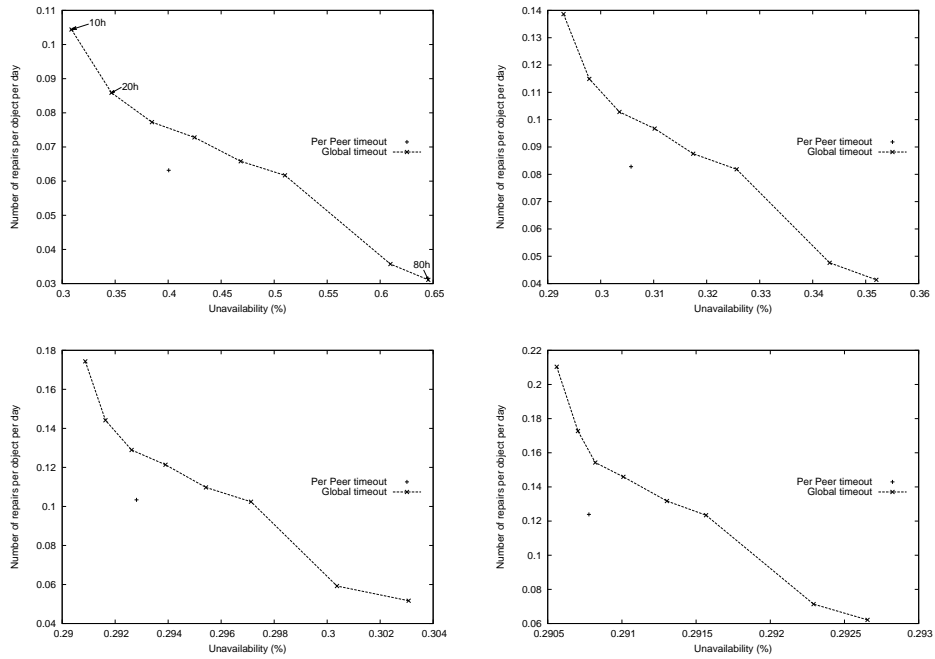 0.11
0.1
0.09
0.08
0.07
0.06
0.05
0.04
0.03
0.3 0.35 0.4 0.45 0.5 0.55 0.6 0.65
Number of repairs per object per day
Unavailability (%)
10h
20h
80h
Per Peer timeout
Global timeout
0.14
0.13
0.12
0.11
0.1
0.09
0.08
0.07
0.06
0.05
0.04
0.29 0.3 0.31 0.32 0.33 0.34 0.35 0.36
Number of repairs per object per day
Unavailability (%)
Per Peer timeout
Global timeout
0.18
0.16
0.14
0.12
0.1
0.08
0.06
0.04
0.29 0.292 0.294 0.296 0.298 0.3 0.302 0.304
Number of repairs per object per day
Unavailability (%)
Per Peer timeout
Global timeout
0.22
0.2
0.18
0.16
0.14
0.12
0.1
0.08
0.06
0.2905 0.291 0.2915 0.292 0.2925 0.293
Number of repairs per object per day
Unavailability (%)
Per Peer timeout
Global timeout